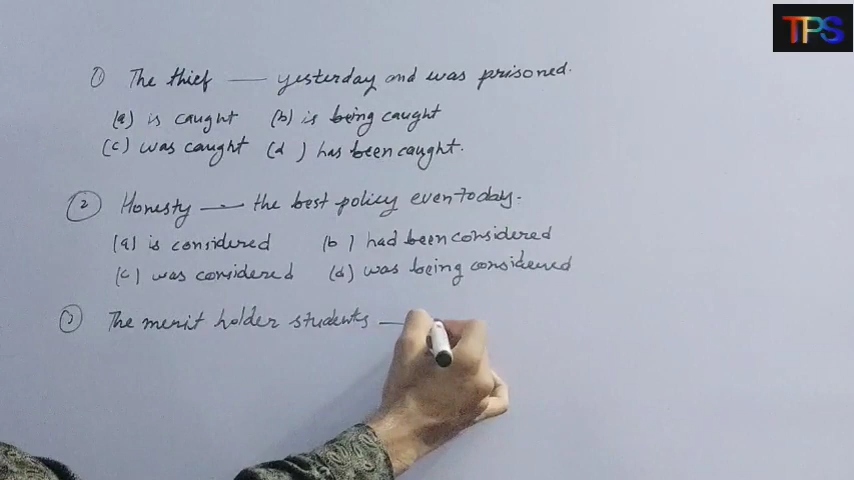 TPS
① The thief — yesterday and was prisoned.
(a) is caught (b) is being caught
(c) was caught (d) has been caught.
② Honesty — the best policy even today.
(a) is considered (b) had been considered
(c) was considered (d) was being considered
③ The merit holder students —